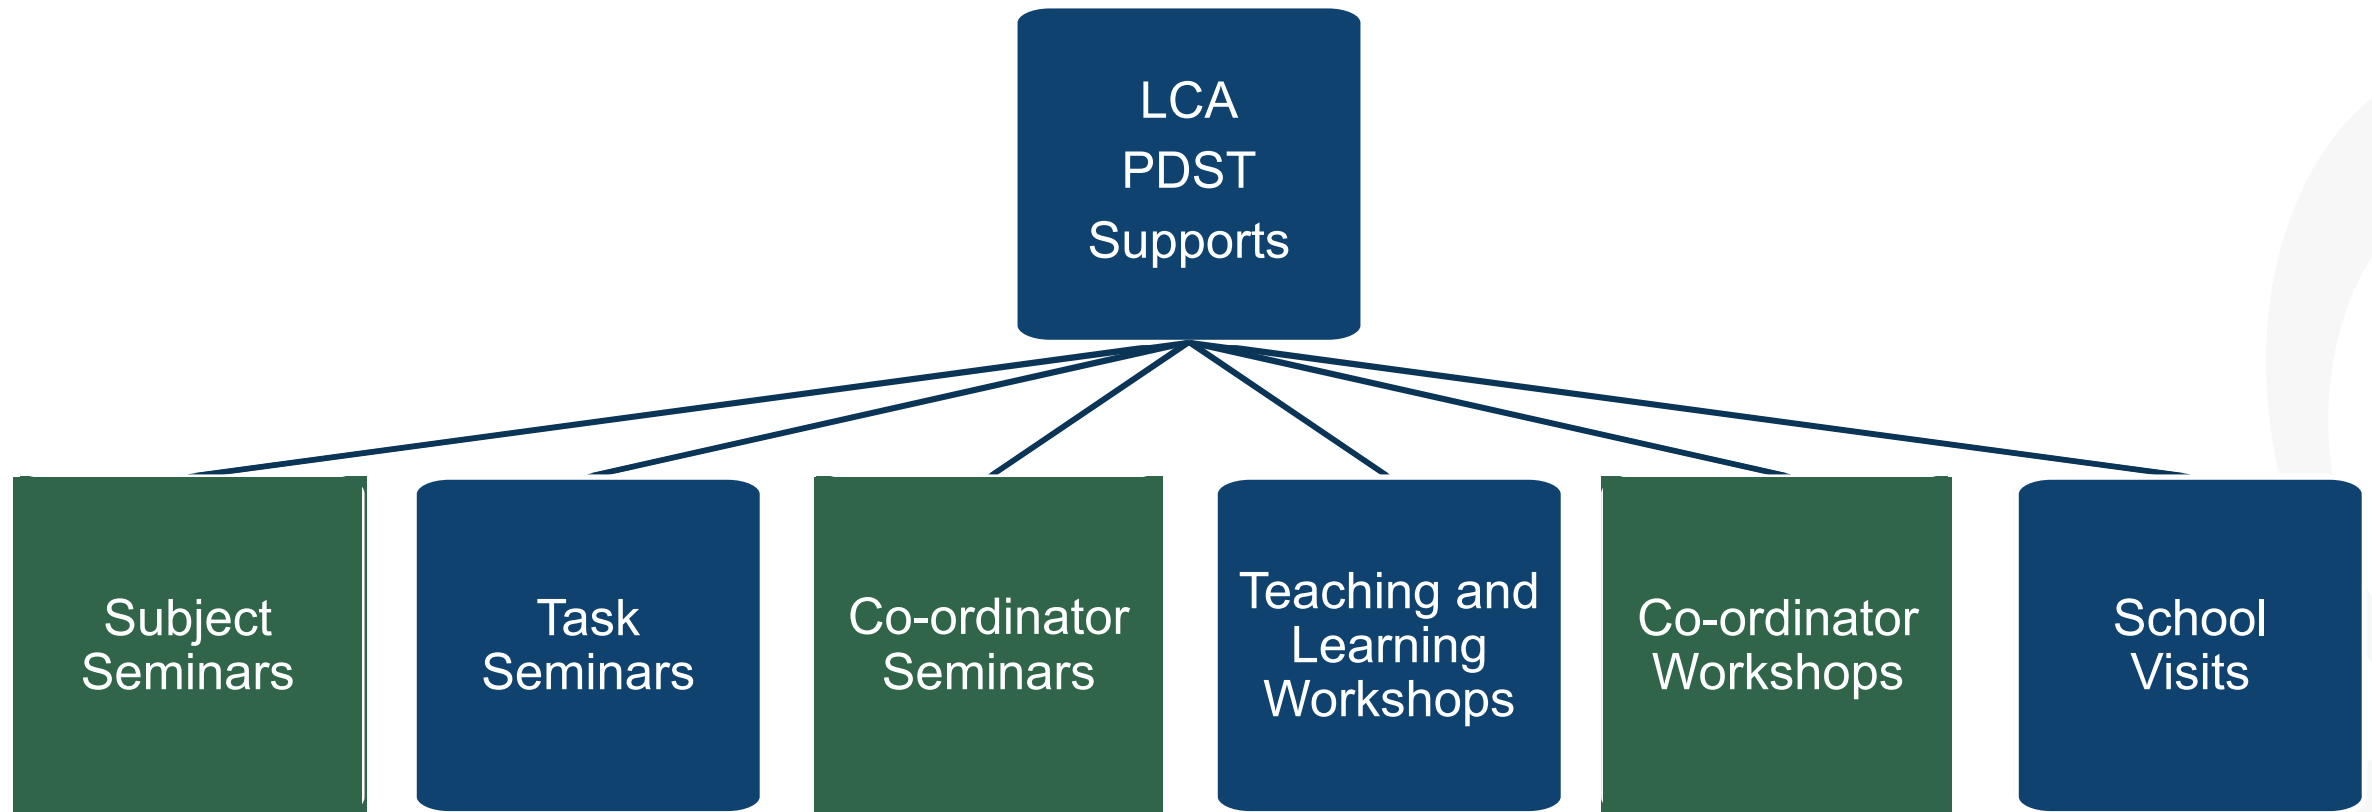 LCA
PDST
Supports
Subject
Seminars
Task
Seminars
Co-ordinator
Seminars
Teaching and
Learning
Workshops
Co-ordinator
Workshops
School
Visits